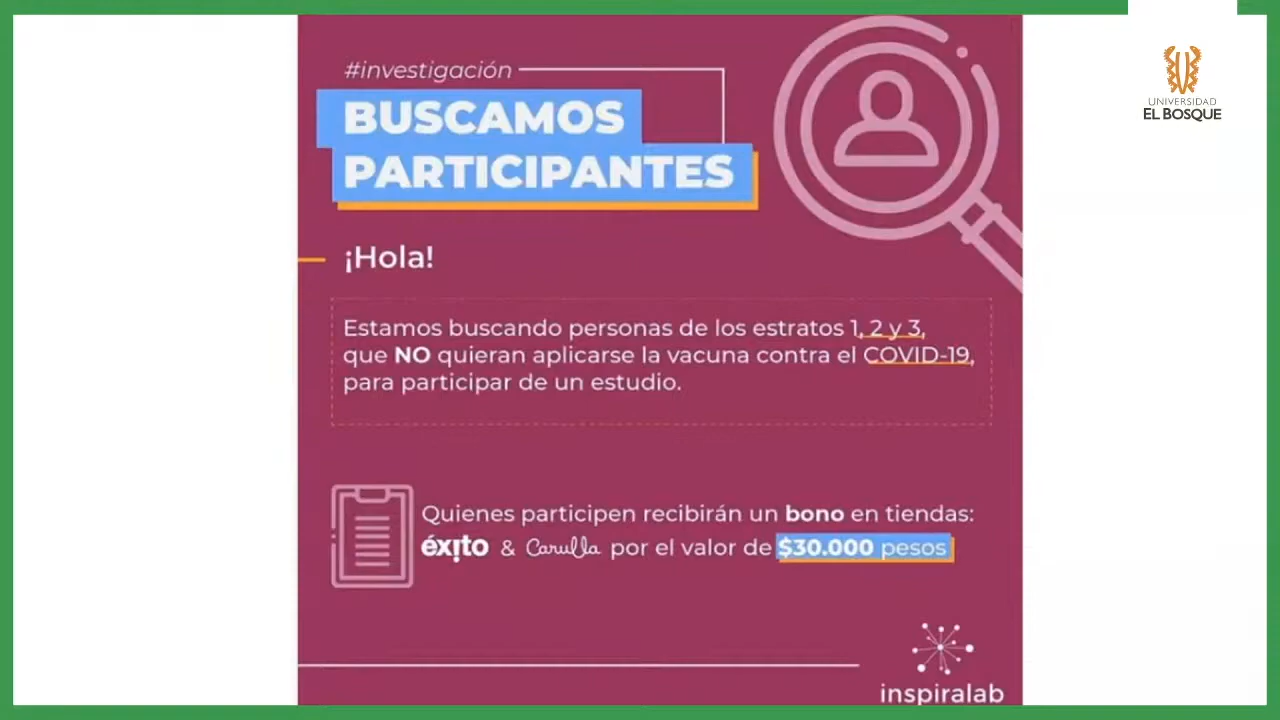 #investigación
BUSCAMOS
PARTICIPANTES
UNIVERSIDAD
EL BOSQUE
¡Hola!
Estamos buscando personas de los estratos 1, 2 y 3,
que NO quieran aplicarse la vacuna contra el COVID-19,
para participar de un estudio.
Quienes participen recibirán un bono en tiendas:
éxito & Carulla por el valor de $30.000 pesos
inspiralab